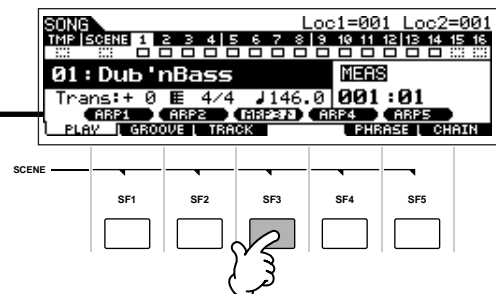 SONG Loc1=001 Loc2=001
TMP SCENE 1 2 3 4 5 6 7 8 9 10 11 12 13 14 15 16
01:Dub'nBass MEAS
Trans:+ 0 4/4 ♩146.0 001:01
ARP1 ARP2 ARP3 ARP4 ARP5
PLAY GROOVE TRACK PHRASE CHAIN
SCENE
SF1 SF2 SF3 SF4 SF5